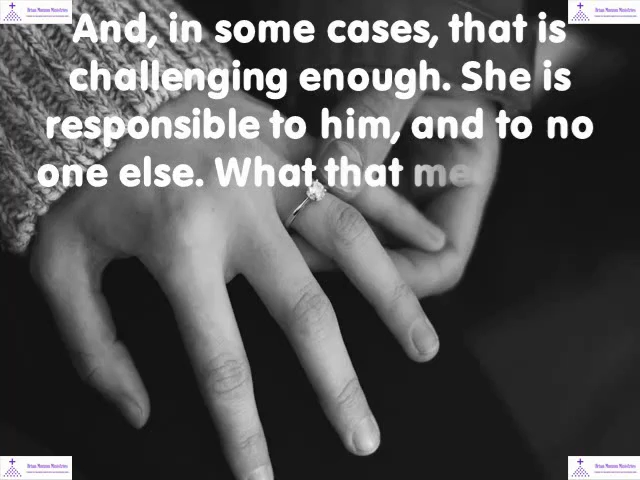 And, in some cases, that is
challenging enough. She is
responsible to him, and to no
one else. What that me